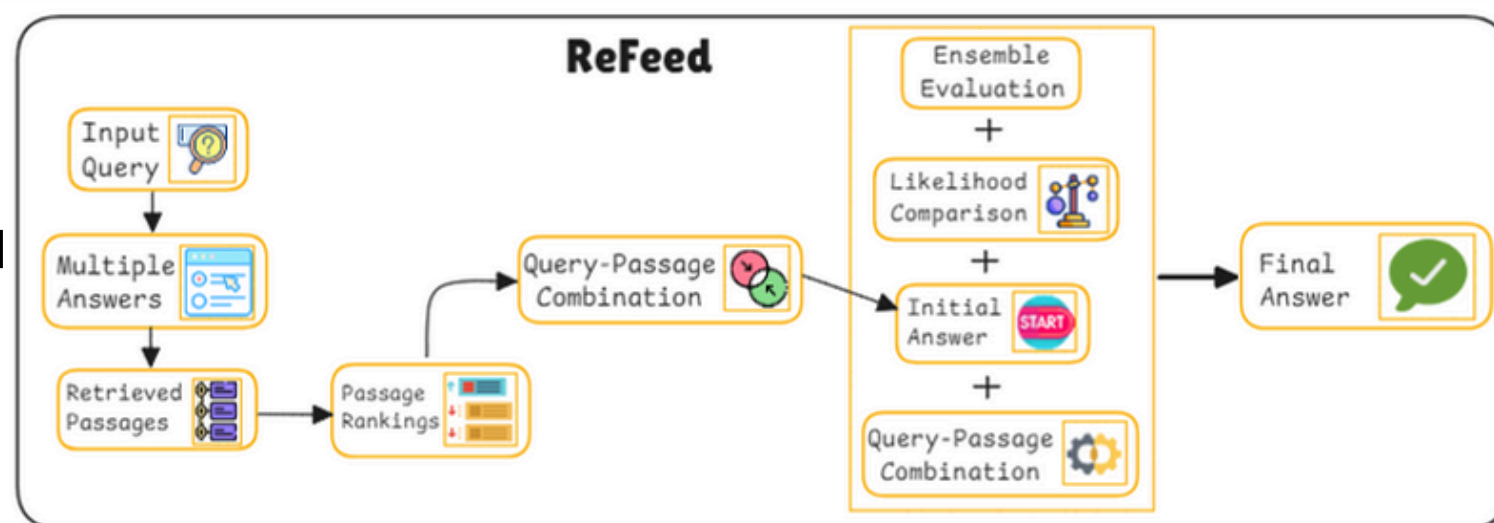 ReFeed
Input
Query
?
Multiple
Answers
Retrieved
Passages
Passage
Rankings
Query-Passage
Combination
Ensemble
Evaluation
+
Likelihood
Comparison
+
Initial
Answer
START
+
Query-Passage
Combination
Final
Answer